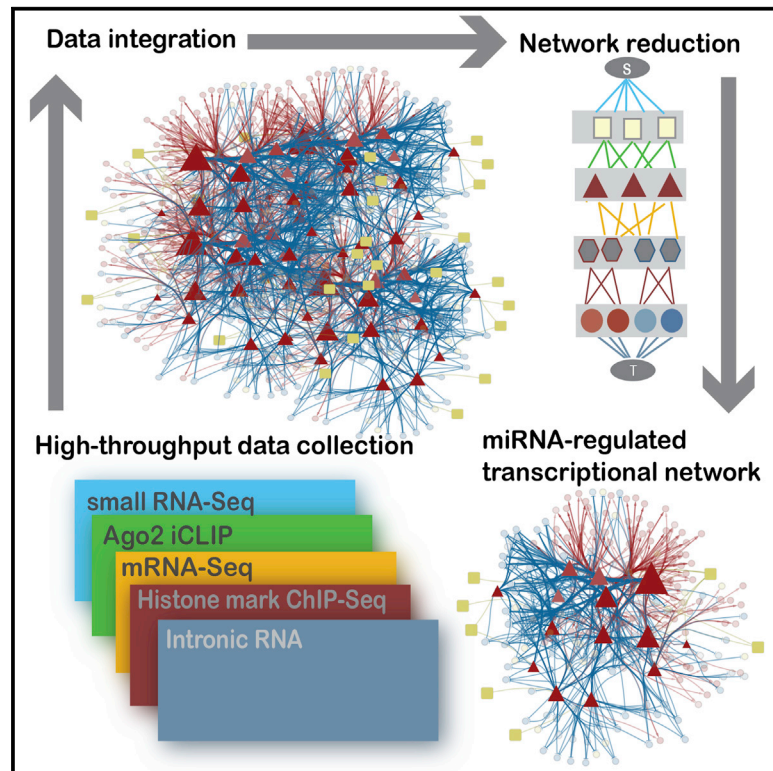 Data integration
Network reduction
S
T
High-throughput data collection
miRNA-regulated
transcriptional network
small RNA-Seq
Ago2 iCLIP
mRNA-Seq
Histone mark ChIP-Seq
Intronic RNA